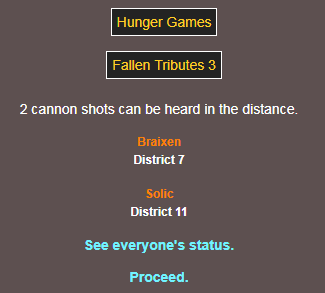 Hunger Games
Fallen Tributes 3
2 cannon shots can be heard in the distance.
Braixen
District 7
Solic
District 11
See everyone's status.
Proceed.